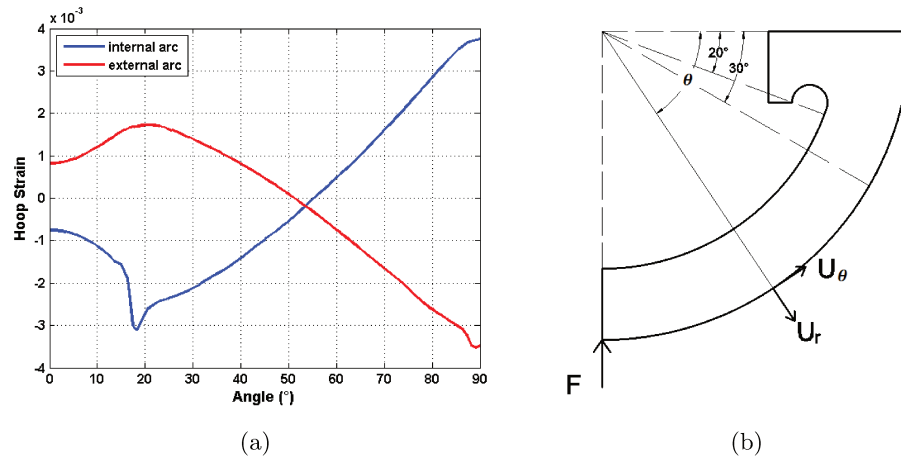 x 10⁻³
4
3
2
1
0
-1
-2
-3
-4
Hoop Strain
internal arc
external arc
0 10 20 30 40 50 60 70 80 90
Angle (°)
(a)
20°
30°
θ
U_θ
U_r
F
(b)